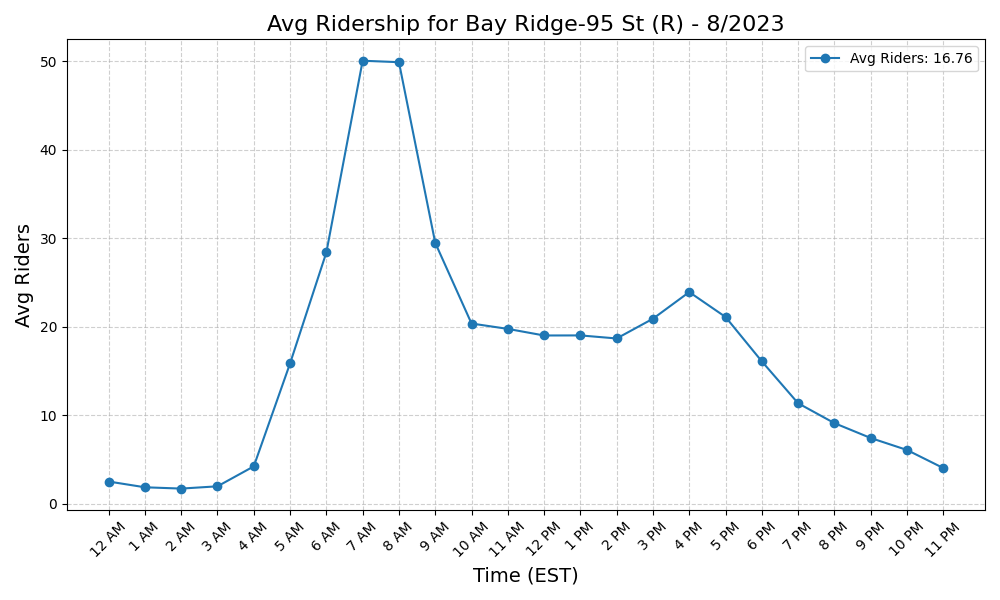 Avg Ridership for Bay Ridge-95 St (R) - 8/2023
Avg Riders: 16.76
Avg Riders
50
40
30
20
10
0
12 AM
1 AM
2 AM
3 AM
4 AM
5 AM
6 AM
7 AM
8 AM
9 AM
10 AM
11 AM
12 PM
1 PM
2 PM
3 PM
4 PM
5 PM
6 PM
7 PM
8 PM
9 PM
10 PM
11 PM
Time (EST)